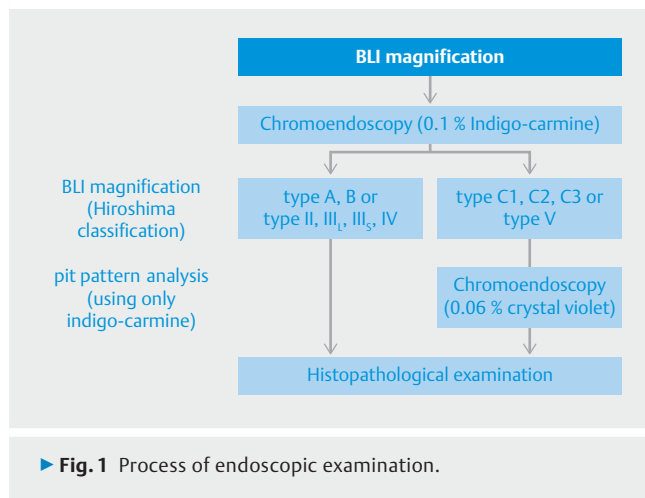 BLI magnification
Chromoendoscopy (0.1 % Indigo-carmine)
BLI magnification
(Hiroshima
classification)
type A, B or
type II, III_L, III_S, IV
type C1, C2, C3 or
type V
pit pattern analysis
(using only
indigo-carmine)
Chromoendoscopy
(0.06 % crystal violet)
Histopathological examination
► Fig. 1 Process of endoscopic examination.